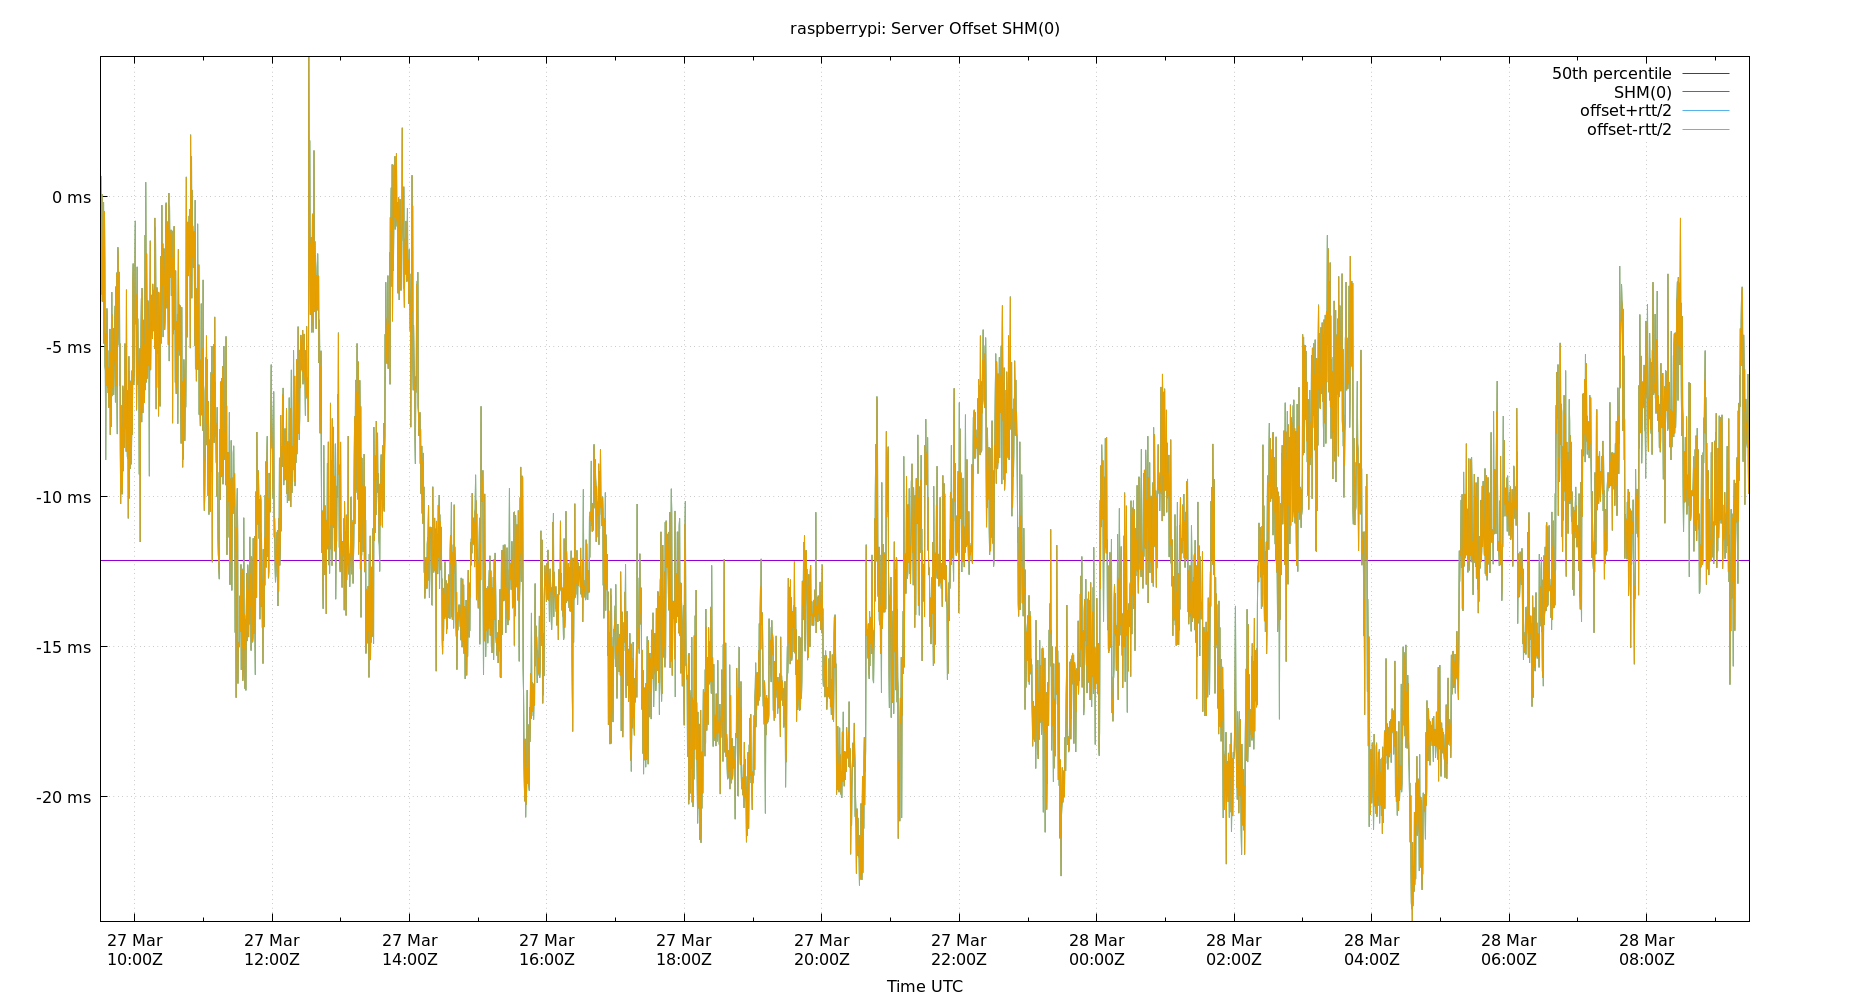 raspberrypi: Server Offset SHM(0)
50th percentile
SHM(0)
offset+rtt/2
offset-rtt/2
0 ms
-5 ms
-10 ms
-15 ms
-20 ms
27 Mar 27 Mar 27 Mar 27 Mar 27 Mar 27 Mar 27 Mar 28 Mar 28 Mar 28 Mar 28 Mar 28 Mar
10:00Z 12:00Z 14:00Z 16:00Z 18:00Z 20:00Z 22:00Z 00:00Z 02:00Z 04:00Z 06:00Z 08:00Z
Time UTC